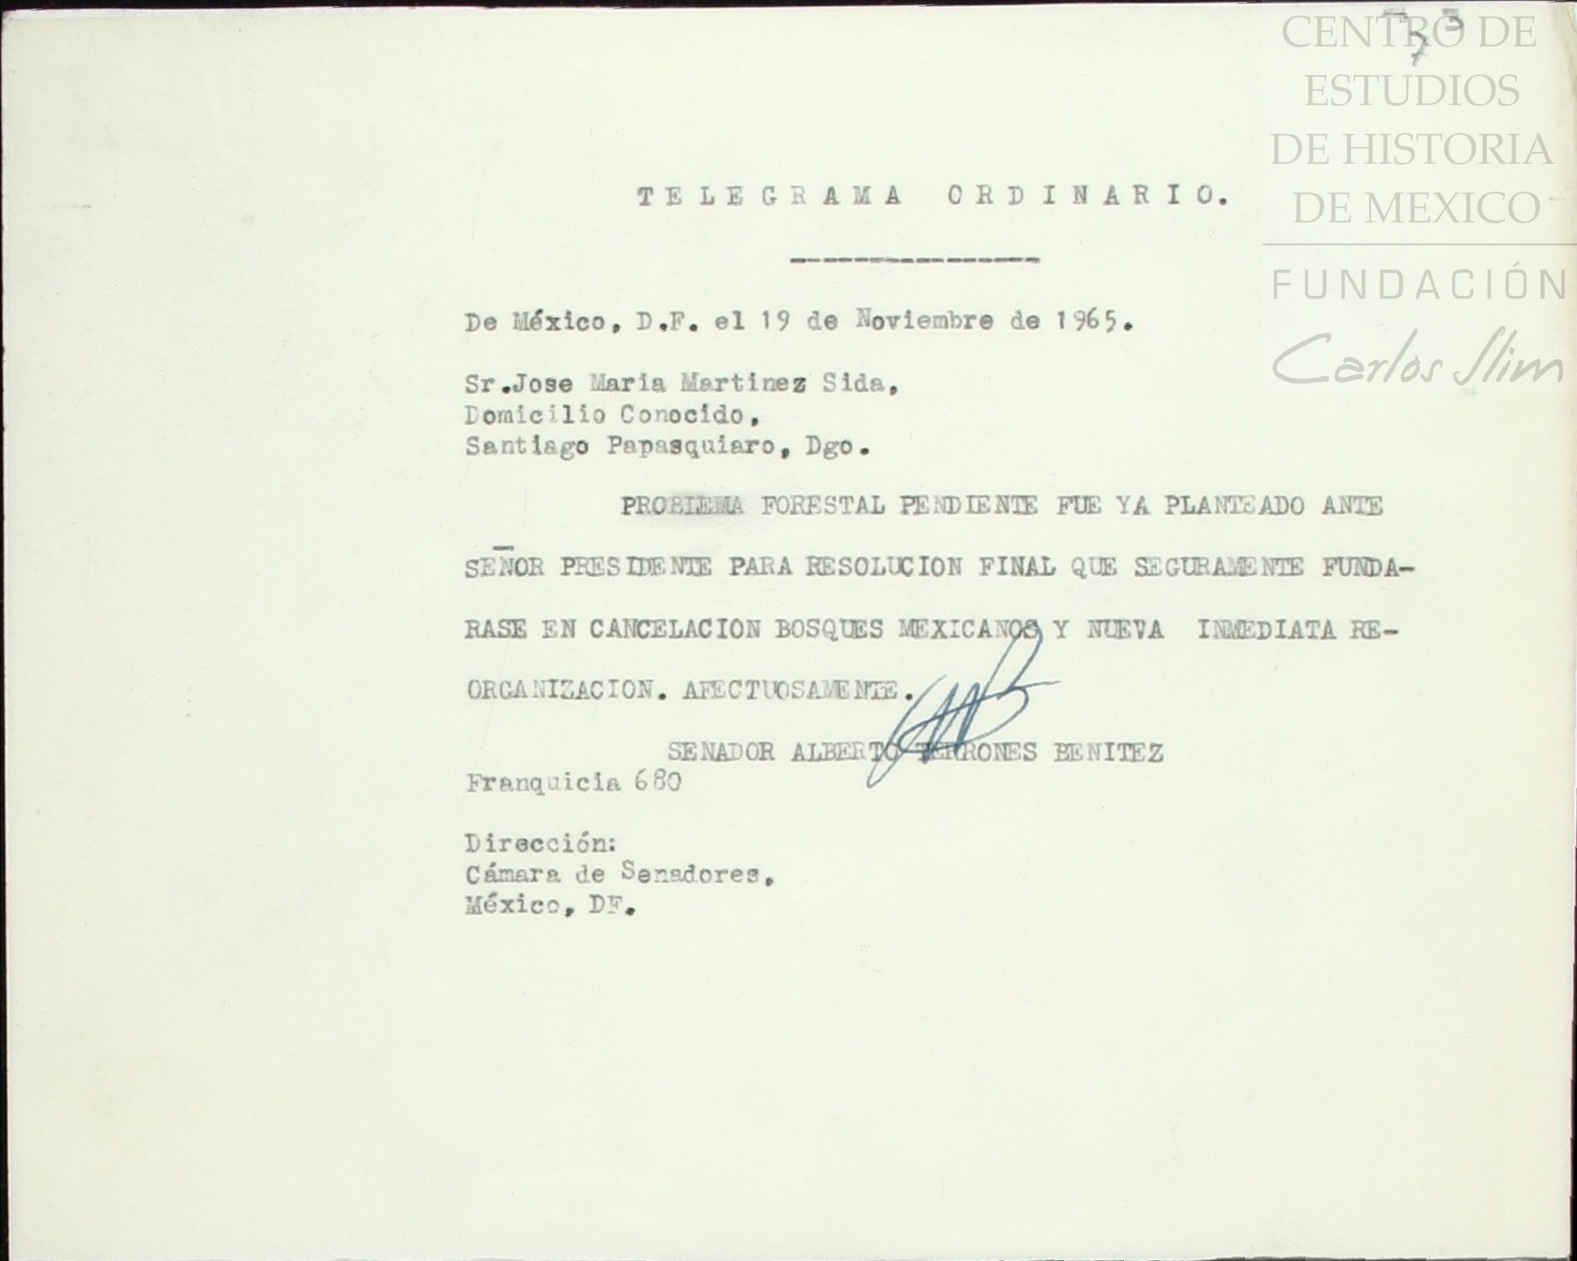 CENTRO DE
ESTUDIOS
DE HISTORIA
DE MEXICO
FUNDACIÓN
Carlos Slim
TELEGRAMA ORDINARIO.
De México, D.F. el 19 de Noviembre de 1965.
Sr.Jose Maria Martinez Sida,
Domicilio Conocido,
Santiago Papasquiaro, Dgo.
PROBLEMA FORESTAL PENDIENTE FUE YA PLANTEADO ANTE
SEÑOR PRESIDENTE PARA RESOLUCION FINAL QUE SEGURAMENTE FUNDA-
RASE EN CANCELACION BOSQUES MEXICANOS Y NUEVA INMEDIATA RE-
ORGANIZACION. AFECTUOSAMENTE.
SENADOR ALBERTO TERRONES BENITEZ
Franquicia 680
Dirección:
Cámara de Senadores,
México, DF.